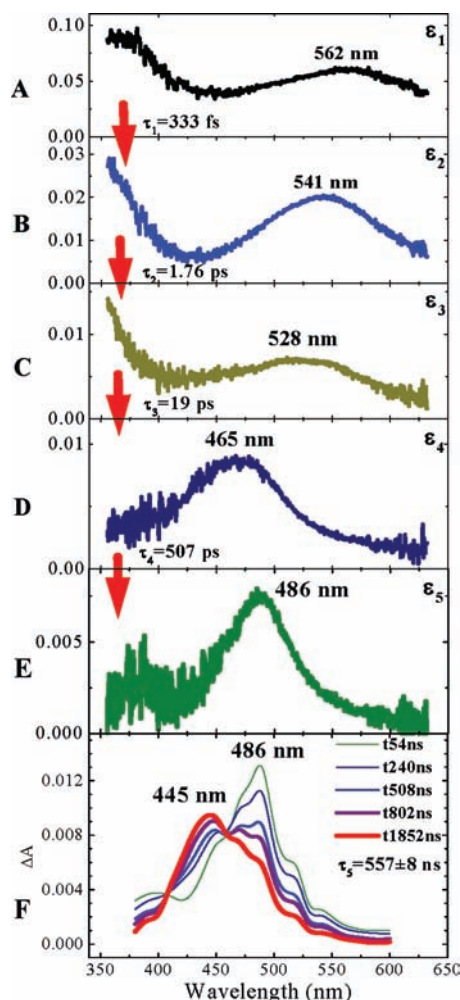 0.10
562 nm
ε1
0.05
A
0.00
τ1=333 fs
0.03
ε2
541 nm
0.02
B
0.01
0.00
τ2=1.76 ps
ε3
528 nm
0.01
C
0.00
τ3=19 ps
0.01
465 nm
ε4
D
0.00
τ4=507 ps
486 nm
ε5
0.005
E
0.000
486 nm
t54ns
0.012
445 nm
t240ns
t508ns
0.008
t802ns
t1852ns
ΔA
0.004
τ5=557±8 ns
F
0.000
350 400 450 500 550 600 650
Wavelength (nm)